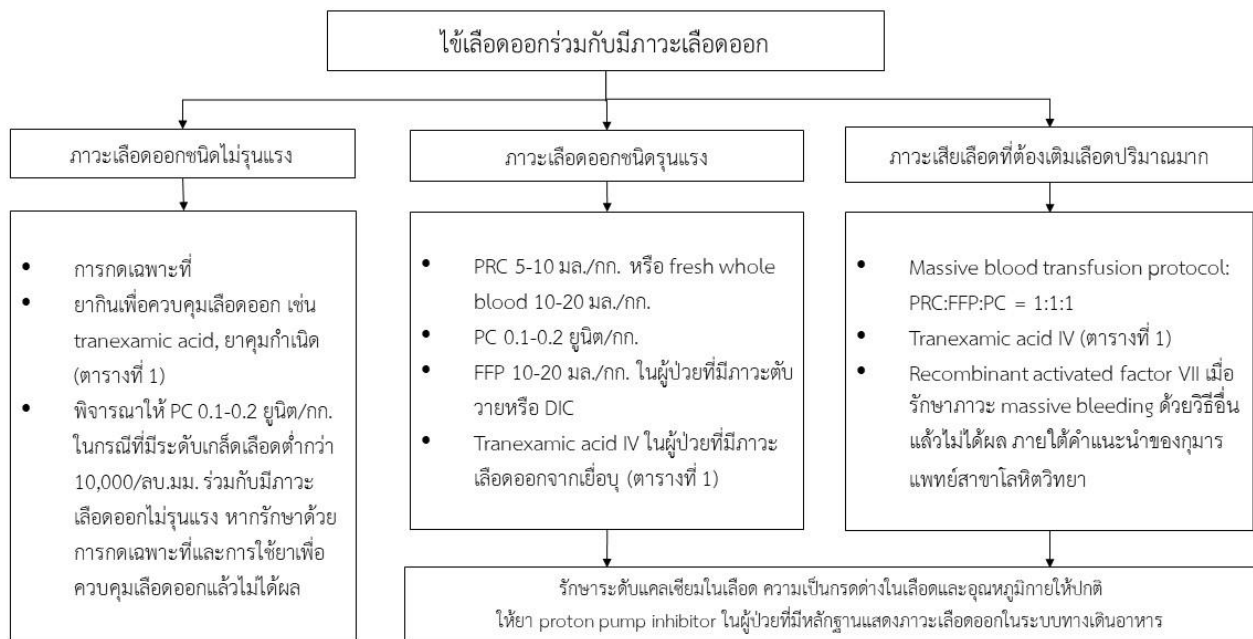 ไข้เลือดออกร่วมกับมีภาวะเลือดออก
ภาวะเลือดออกชนิดไม่รุนแรง
• การกดเฉพาะที่
• ยากินเพื่อควบคุมเลือดออก เช่น
tranexamic acid, ยาคุมกำเนิด
(ตารางที่ 1)
• พิจารณาให้ PC 0.1-0.2 ยูนิต/กก.
ในกรณีที่มีระดับเกล็ดเลือดต่ำกว่า
10,000/ลบ.มม. ร่วมกับมีภาวะ
เลือดออกไม่รุนแรง หากรักษาด้วย
การกดเฉพาะที่และการใช้ยาเพื่อ
ควบคุมเลือดออกแล้วไม่ได้ผล
ภาวะเลือดออกชนิดรุนแรง
• PRC 5-10 มล./กก. หรือ fresh whole
blood 10-20 มล./กก.
• PC 0.1-0.2 ยูนิต/กก.
• FFP 10-20 มล./กก. ในผู้ป่วยที่มีภาวะตับ
วายหรือ DIC
• Tranexamic acid IV ในผู้ป่วยที่มีภาวะ
เลือดออกจากเยื่อบุ (ตารางที่ 1)
ภาวะเสียเลือดที่ต้องเติมเลือดปริมาณมาก
• Massive blood transfusion protocol:
PRC:FFP:PC = 1:1:1
• Tranexamic acid IV (ตารางที่ 1)
• Recombinant activated factor VII เมื่อ
รักษาภาวะ massive bleeding ด้วยวิธีอื่น
แล้วไม่ได้ผล ภายใต้คำแนะนำของกุมาร
แพทย์สาขาโลหิตวิทยา
รักษาระดับแคลเซียมในเลือด ความเป็นกรดด่างในเลือดและอุณหภูมิกายให้ปกติ
ให้ยา proton pump inhibitor ในผู้ป่วยที่มีหลักฐานแสดงภาวะเลือดออกในระบบทางเดินอาหาร